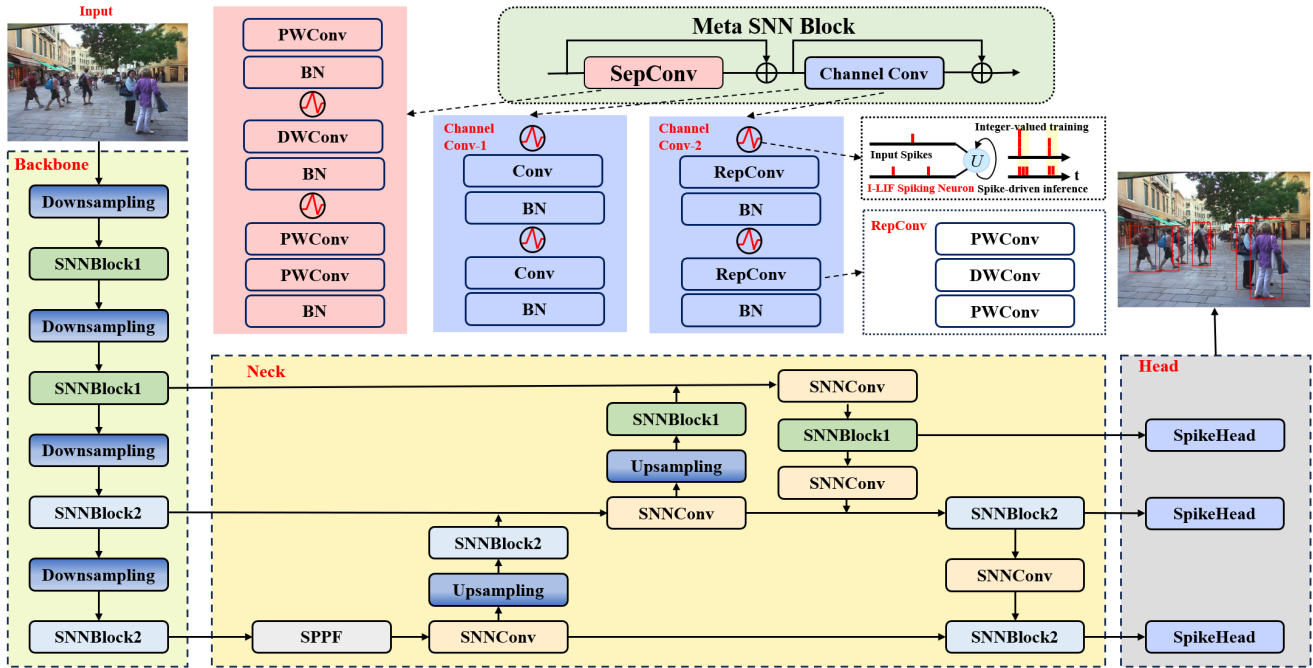 Input
Backbone
Downsampling
SNNBlock1
Downsampling
SNNBlock1
Downsampling
SNNBlock2
Downsampling
SNNBlock2
PWConv
BN
DWConv
BN
PWConv
PWConv
BN
Meta SNN Block
SepConv
Channel Conv
Channel
Conv-1
Conv
BN
Conv
BN
Channel
Conv-2
RepConv
BN
RepConv
BN
Integer-valued training
Input Spikes
U
t
I-LIF Spiking Neuron
Spike-driven inference
RepConv
PWConv
DWConv
PWConv
Neck
SNNConv
SNNBlock1
SNNBlock1
Upsampling
SNNConv
SNNConv
SNNBlock2
SNNBlock2
SNNConv
Upsampling
SPPF
SNNConv
SNNBlock2
Head
SpikeHead
SpikeHead
SpikeHead